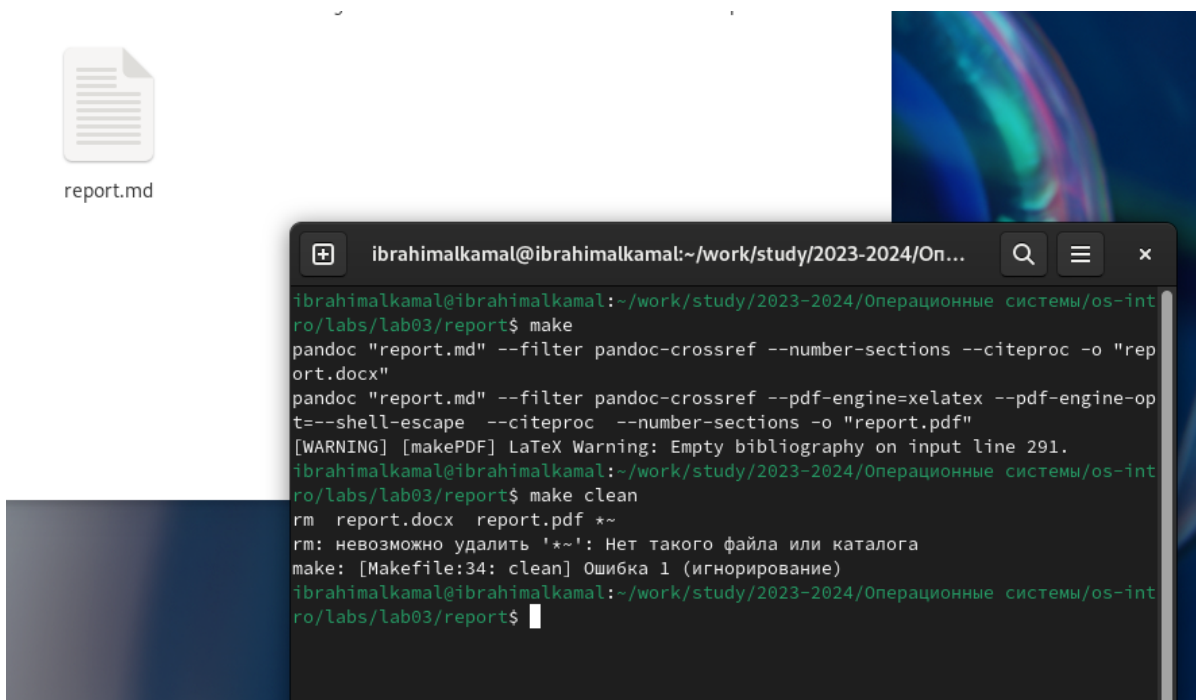 report.md
ibrahimalkamal@ibrahimalkamal:~/work/study/2023-2024/Оп...
ibrahimalkamal@ibrahimalkamal:~/work/study/2023-2024/Операционные системы/os-int
ro/labs/lab03/report$ make
pandoc "report.md" --filter pandoc-crossref --number-sections --citeproc -o "rep
ort.docx"
pandoc "report.md" --filter pandoc-crossref --pdf-engine=xelatex --pdf-engine-op
t=--shell-escape  --citeproc  --number-sections -o "report.pdf"
[WARNING] [makePDF] LaTeX Warning: Empty bibliography on input line 291.
ibrahimalkamal@ibrahimalkamal:~/work/study/2023-2024/Операционные системы/os-int
ro/labs/lab03/report$ make clean
rm  report.docx  report.pdf *~
rm: невозможно удалить '*~': Нет такого файла или каталога
make: [Makefile:34: clean] Ошибка 1 (игнорирование)
ibrahimalkamal@ibrahimalkamal:~/work/study/2023-2024/Операционные системы/os-int
ro/labs/lab03/report$